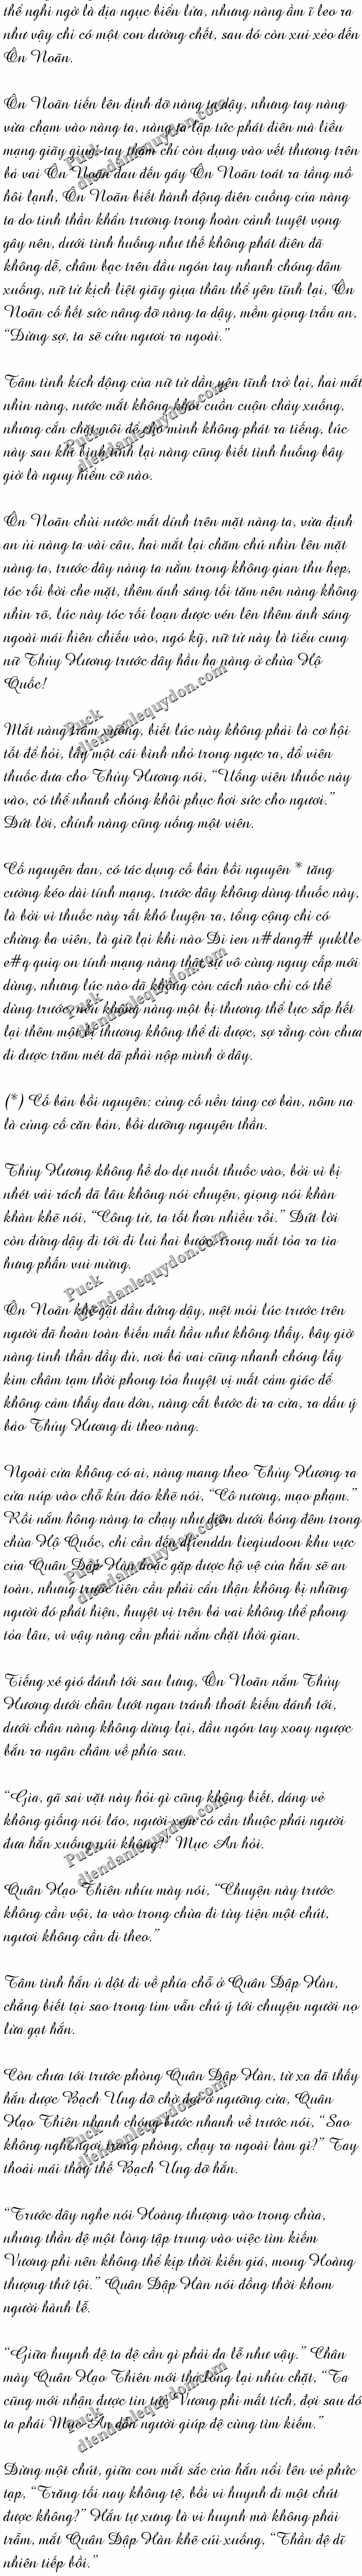 thể nghi ngờ là địa ngục biển lửa, nhưng nàng ầm ĩ leo ra
như vậy chỉ có một con đường chết, sau đó còn xui xẻo đến
Ôn Noãn.
Ôn Noãn tiến lên định đỡ nàng ta dậy, nhưng tay nàng
vừa chạm vào nàng ta, nàng ta lập tức phát điên mà liều
mạng giãy giụa, tay thậm chí còn đụng vào vết thương trên
bả vai Ôn Noãn đau đến gáy Ôn Noãn toát ra tầng mồ
hôi lạnh, Ôn Noãn biết hành động điên cuồng của nàng
ta do tinh thần khẩn trương trong hoàn cảnh tuyệt vọng
gây nên, dưới tình huống như thế không phát điên đã
không dễ, châm bạc trên đầu ngón tay nhanh chóng đâm
xuống, nữ tử kịch liệt giãy giụa thân thể yên tĩnh lại, Ôn
Noãn cố hết sức nâng đỡ nàng ta dậy, mềm giọng trấn an,
“Đừng sợ, ta sẽ cứu ngươi ra ngoài.”
Tâm tình kích động của nữ tử dần yên tĩnh trở lại, hai mắt
nhìn nàng, nước mắt không khỏi cuồn cuộn chảy xuống,
nhưng cắn chặt môi để cho mình không phát ra tiếng, lúc
này sau khi bình tĩnh lại nàng cũng biết tình huống bây
giờ là nguy hiểm cỡ nào.
Ôn Noãn chùi nước mắt dính trên mặt nàng ta, vừa định
an ủi nàng ta vài câu, hai mắt lại chăm chú nhìn lên mặt
nàng ta, trước đây nàng ta nằm trong không gian thu hẹp,
tóc rối bời che mặt, thêm ánh sáng tối tăm nên nàng không
nhìn rõ, lúc này tóc rối loạn được vén lên thêm ánh sáng
ngoài mái hiên chiếu vào, ngó kỹ, nữ tử này là tiểu cung
nữ Thủy Hương trước đây hầu hạ nàng ở chùa Hộ
Quốc!
Mắt nàng trầm xuống, biết lúc này không phải là cơ hội
tốt để hỏi, lấy một cái bình nhỏ trong ngực ra, đổ viên
thuốc đưa cho Thủy Hương nói, “Uống viên thuốc này
vào, có thể nhanh chóng khôi phục hơi sức cho ngươi.”
Dứt lời, chính nàng cũng uống một viên.
Cố nguyên đan, có tác dụng cố bản bồi nguyên * tăng
cường kéo dài tính mạng, trước đây không dùng thuốc này,
là bởi vì thuốc này rất khó luyện ra, tổng cộng chỉ có
chừng ba viên, là giữ lại khi nào Dj ien n#dang# yuklle
e#q quiq on tính mạng nàng thật sự vô cùng nguy cấp mới
dùng, nhưng lúc nào đã không còn cách nào chỉ có thể
dùng trước, nếu không nàng một bị thương thể lực sắp hết
lại thêm một bị thương không thể đi được, sợ rằng còn chưa
đi được trăm mét đã phải nộp mình ở đây.
(*) Cố bản bồi nguyên: củng cố nền tảng cơ bản, nôm na
là củng cố căn bản, bồi dưỡng nguyên thần.
Thủy Hương không hề do dự nuốt thuốc vào, bởi vì bị
nhét vải rách đã lâu không nói chuyện, giọng nói khàn
khàn khẽ nói, “Công tử, ta tốt hơn nhiều rồi.” Dứt lời
còn đứng dậy đi tới đi lui hai bước, trong mắt tỏa ra tia
hưng phấn vui mừng.
Ôn Noãn khẽ gật đầu đứng dậy, mệt mỏi lúc trước trên
người đã hoàn toàn biến mất hầu như không thấy, bây giờ
nàng tinh thần đầy đủ, nơi bả vai cũng nhanh chóng lấy
kim châm tạm thời phong tỏa huyệt vị mất cảm giác để
không cảm thấy đau đớn, nàng cất bước đi ra cửa, ra dấu ý
bảo Thủy Hương đi theo nàng.
Ngoài cửa không có ai, nàng mang theo Thủy Hương ra
cửa núp vào chỗ kín đáo khẽ nói, “Cô nương, mạo phạm.”
Rồi nắm hông nàng ta chạy như điên dưới bóng đêm trong
chùa Hộ Quốc, chỉ cần đến dfienddn lieqiudoon khu vực
của Quân Dập Hàn hoặc gặp được hộ vệ của hắn sẽ an
toàn, nhưng trước tiên cần phải cẩn thận không bị những
người đó phát hiện, huyệt vị trên bả vai không thể phong
tỏa lâu, vì vậy nàng cần phải nắm chặt thời gian.
Tiếng xé gió đánh tới sau lưng, Ôn Noãn nắm Thủy
Hương dưới chân lướt ngan tránh thoát kiếm đánh tới,
dưới chân nàng không dừng lại, đầu ngón tay xoay ngược
bắn ra ngân châm về phía sau.
“Gia, gã sai vặt này hỏi gì cũng không biết, dáng vẻ
không giống nói láo, người xem có cần thuộc phái người
đưa hắn xuống núi không?” Mục An hỏi.
Quân Hạo Thiên nhíu mày nói, “Chuyện này trước
không cần vội, ta vào trong chùa đi tùy tiện một chút,
ngươi không cần đi theo.”
Tâm tình hắn ủ dột đi về phía chỗ ở Quân Dập Hàn,
chẳng biết tại sao trong tim vẫn chú ý tới chuyện người nọ
lừa gạt hắn.
Còn chưa tới trước phòng Quân Dập Hàn, từ xa đã thấy
hắn được Bạch Ung đỡ chờ đợi ở ngưỡng cửa, Quân
Hạo Thiên nhanh chóng bước nhanh về trước nói, “Sao
không nghỉ ngơi trong phòng, chạy ra ngoài làm gì?” Tay
thoải mái thay thế Bạch Ung đỡ hắn.
“Trước đây nghe nói Hoàng thượng vào trong chùa,
nhưng thần đệ một lòng tập trung vào việc tìm kiếm
Vương phi nên không thể kịp thời kiến giá, mong Hoàng
thượng thứ tội.” Quân Dập Hàn nói đồng thời khom
người hành lễ.
“Giữa huynh đệ ta đệ cần gì phải đa lễ như vậy.” Chân
mày Quân Hạo Thiên mới thả lỏng lại nhíu chặt, “Ta
cũng mới nhận được tin tức Vương phi mất tích, đợi sau đó
ta phái Mục An dẫn người giúp đệ cùng tìm kiếm.”
Dừng một chút, giữa con mắt sắc của hắn nổi lên vẻ phức
tạp, “Trăng tối nay không tệ, bồi vi huynh đi một chút
được không?” Hắn tự xưng là vi huynh mà không phải
trẫm, mắt Quân Dập Hàn khẽ cúi xuống, “Thần đệ dĩ
nhiên tiếp bồi.”
Puck
diendanlequydon.com